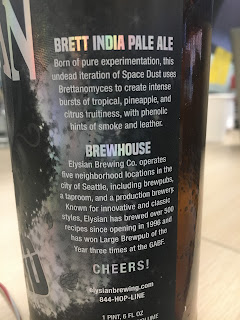 AN
BRETT INDIA PALE ALE
Born of pure experimentation, this
undead iteration of Space Dust uses
Brettanomyces to create intense
bursts of tropical, pineapple, and
citrus fruitiness, with phenolic
hints of smoke and leather.
BREWHOUSE
Elysian Brewing Co. operates
five neighborhood locations in the
city of Seattle, including brewpubs,
a taproom, and a production brewery.
Known for innovative and classic
styles, Elysian has brewed over 500
recipes since opening in 1996 and
has won Large Brewpub of the
Year three times at the GABF.
CHEERS!
elysianbrewing.com
844-HOP-LINE
1 PINT, 6 FL OZ